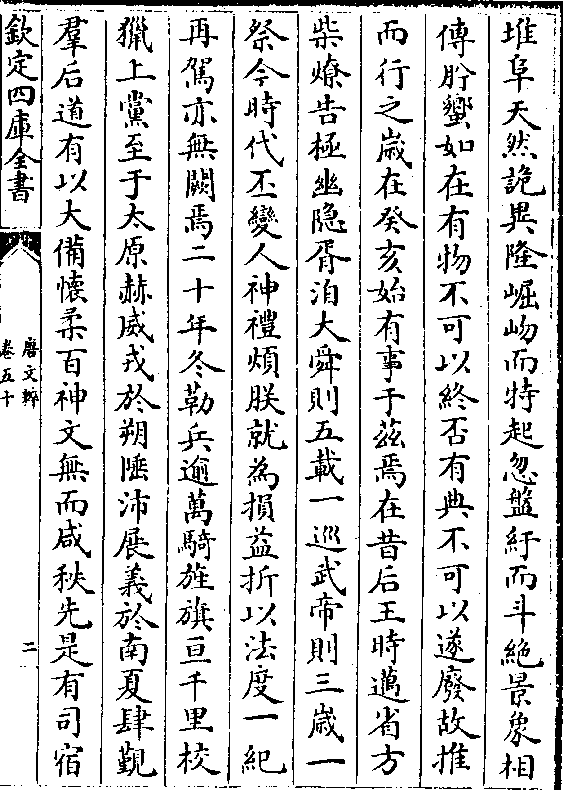 堆阜天然詭異隆崛岉而特起忽盤紆而斗絶景象相
傳肸蠁如在有物不可以終否有典不可以遂廢故推
而行之歳在癸亥始有事于茲焉在昔后王時邁省方
柴燎告極幽隐胥洎大舜則五載一巡武帝則三歳一
祭今時代丕變人神禮煩朕就為損益折以法度一紀
再駕亦無闕焉二十年冬勒兵逾萬騎旌旗亘千里校
獵上黨至于太原赫威戎於朔陲沛展義於南夏肆覲
羣后道有以大備懐柔百神文無而咸秩先是有司宿
欽定四庫全書
唐文粹
卷五十
二